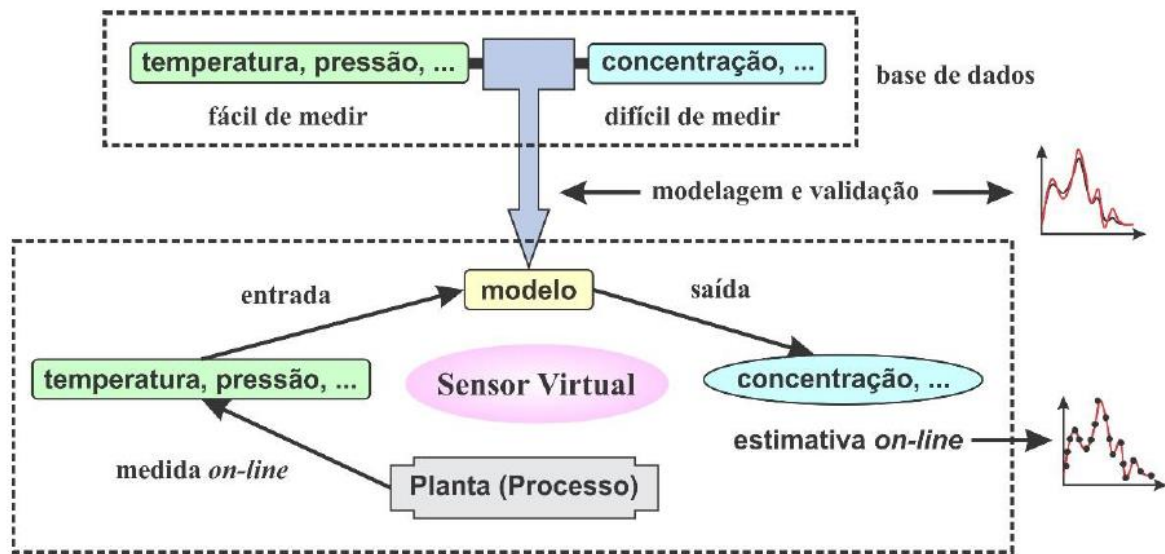 temperatura, pressão, ...
concentração, ...
base de dados
fácil de medir
difícil de medir
modelagem e validação
entrada
modelo
saída
temperatura, pressão, ...
Sensor Virtual
concentração, ...
estimativa on-line
medida on-line
Planta (Processo)